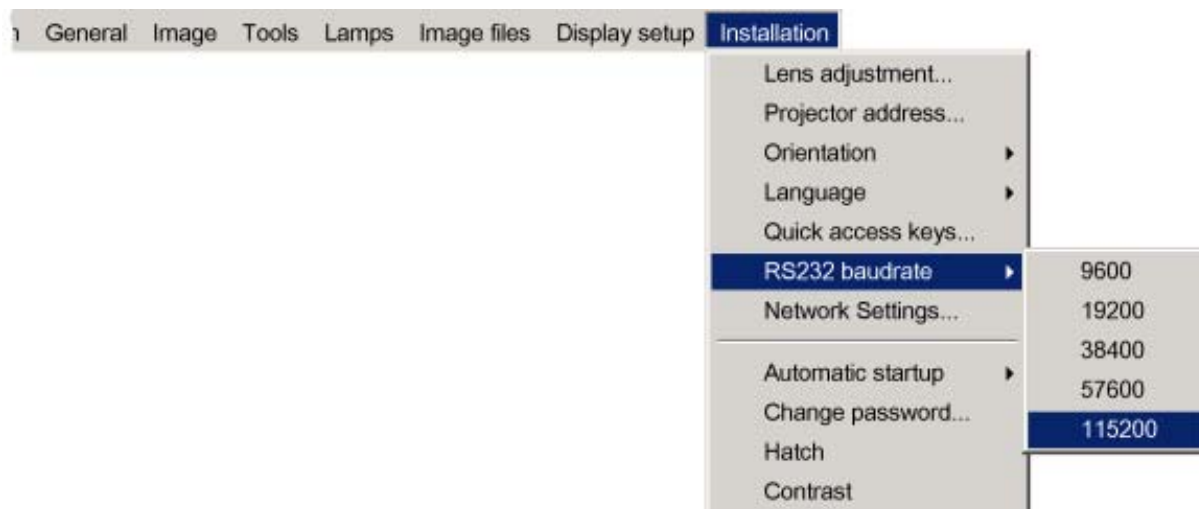 General Image Tools Lamps Image files Display setup Installation
Lens adjustment...
Projector address...
Orientation
Language
Quick access keys...
RS232 baudrate
9600
Network Settings...
19200
38400
Automatic startup
57600
Change password...
115200
Hatch
Contrast